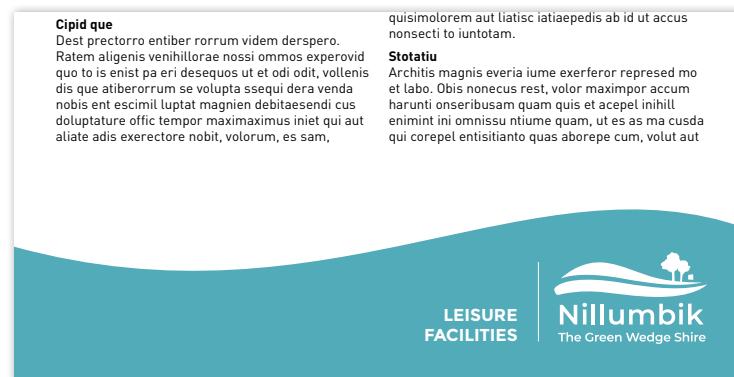 Cipid que
Dest prectorro entiber rorrum videm derspero.
Ratem aligenis venihillorae nossi ommos experovid
quo to is enist pa eri desequos ut et odi odit, vollenis
dis que atiberorrum se volupta ssequi dera venda
nobis ent escimil luptat magnien debitaesendi cus
doluptature offic tempor maximaximus iniet qui aut
aliate adis exerectore nobit, volorum, es sam,
quisimolorem aut liatisc iatiaepedis ab id ut accus
nonsecti to iuntotam.
Stotatiu
Architis magnis everia iume exerferor represed mo
et labo. Obis nonecus rest, volor maximpor accum
harunti onseribusam quam quis et acepel inihill
enimint ini omnissu ntiume quam, ut es as ma cusda
qui corepel entisitianto quas aborepe cum, volut aut
LEISURE
FACILITIES
Nillumbik
The Green Wedge Shire